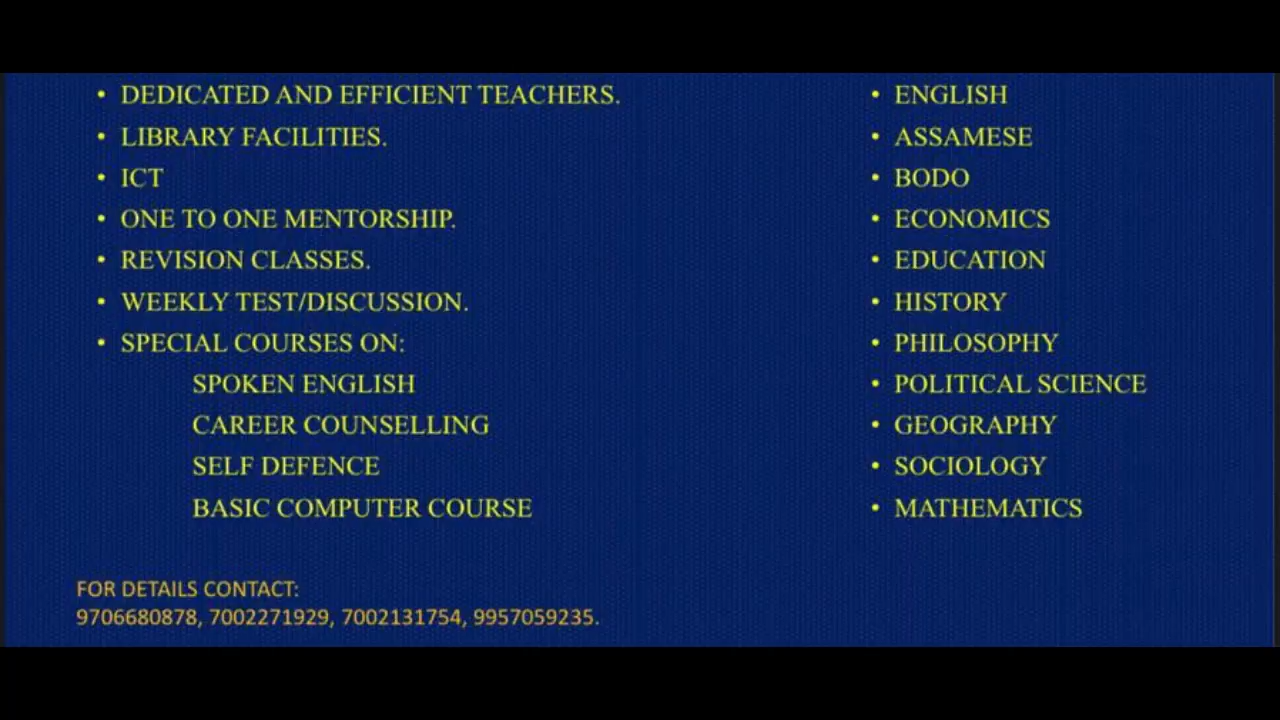 • DEDICATED AND EFFICIENT TEACHERS.
• LIBRARY FACILITIES.
• ICT
• ONE TO ONE MENTORSHIP.
• REVISION CLASSES.
• WEEKLY TEST/DISCUSSION.
• SPECIAL COURSES ON:
SPOKEN ENGLISH
CAREER COUNSELLING
SELF DEFENCE
BASIC COMPUTER COURSE
• ENGLISH
• ASSAMESE
• BODO
• ECONOMICS
• EDUCATION
• HISTORY
• PHILOSOPHY
• POLITICAL SCIENCE
• GEOGRAPHY
• SOCIOLOGY
• MATHEMATICS
FOR DETAILS CONTACT:
9706680878, 7002271929, 7002131754, 9957059235.